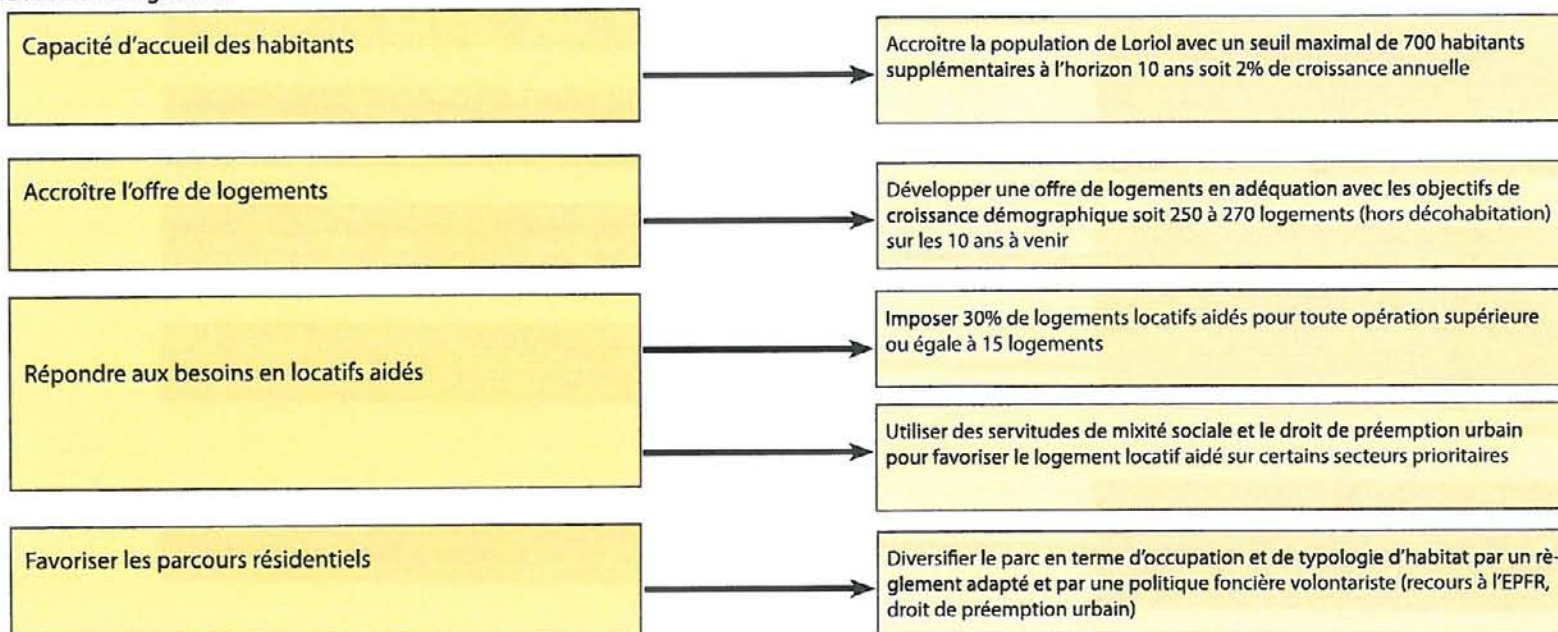 Capacité d'accueil des habitants
Accroitre la population de Loriol avec un seuil maximal de 700 habitants
supplémentaires à l'horizon 10 ans soit 2% de croissance annuelle
Accroître l'offre de logements
Développer une offre de logements en adéquation avec les objectifs de
croissance démographique soit 250 à 270 logements (hors décohabitation)
sur les 10 ans à venir
Répondre aux besoins en locatifs aidés
Imposer 30% de logements locatifs aidés pour toute opération supérieure
ou égale à 15 logements
Utiliser des servitudes de mixité sociale et le droit de préemption urbain
pour favoriser le logement locatif aidé sur certains secteurs prioritaires
Favoriser les parcours résidentiels
Diversifier le parc en terme d'occupation et de typologie d'habitat par un rè-
glement adapté et par une politique foncière volontariste (recours à l'EPFR,
droit de préemption urbain)